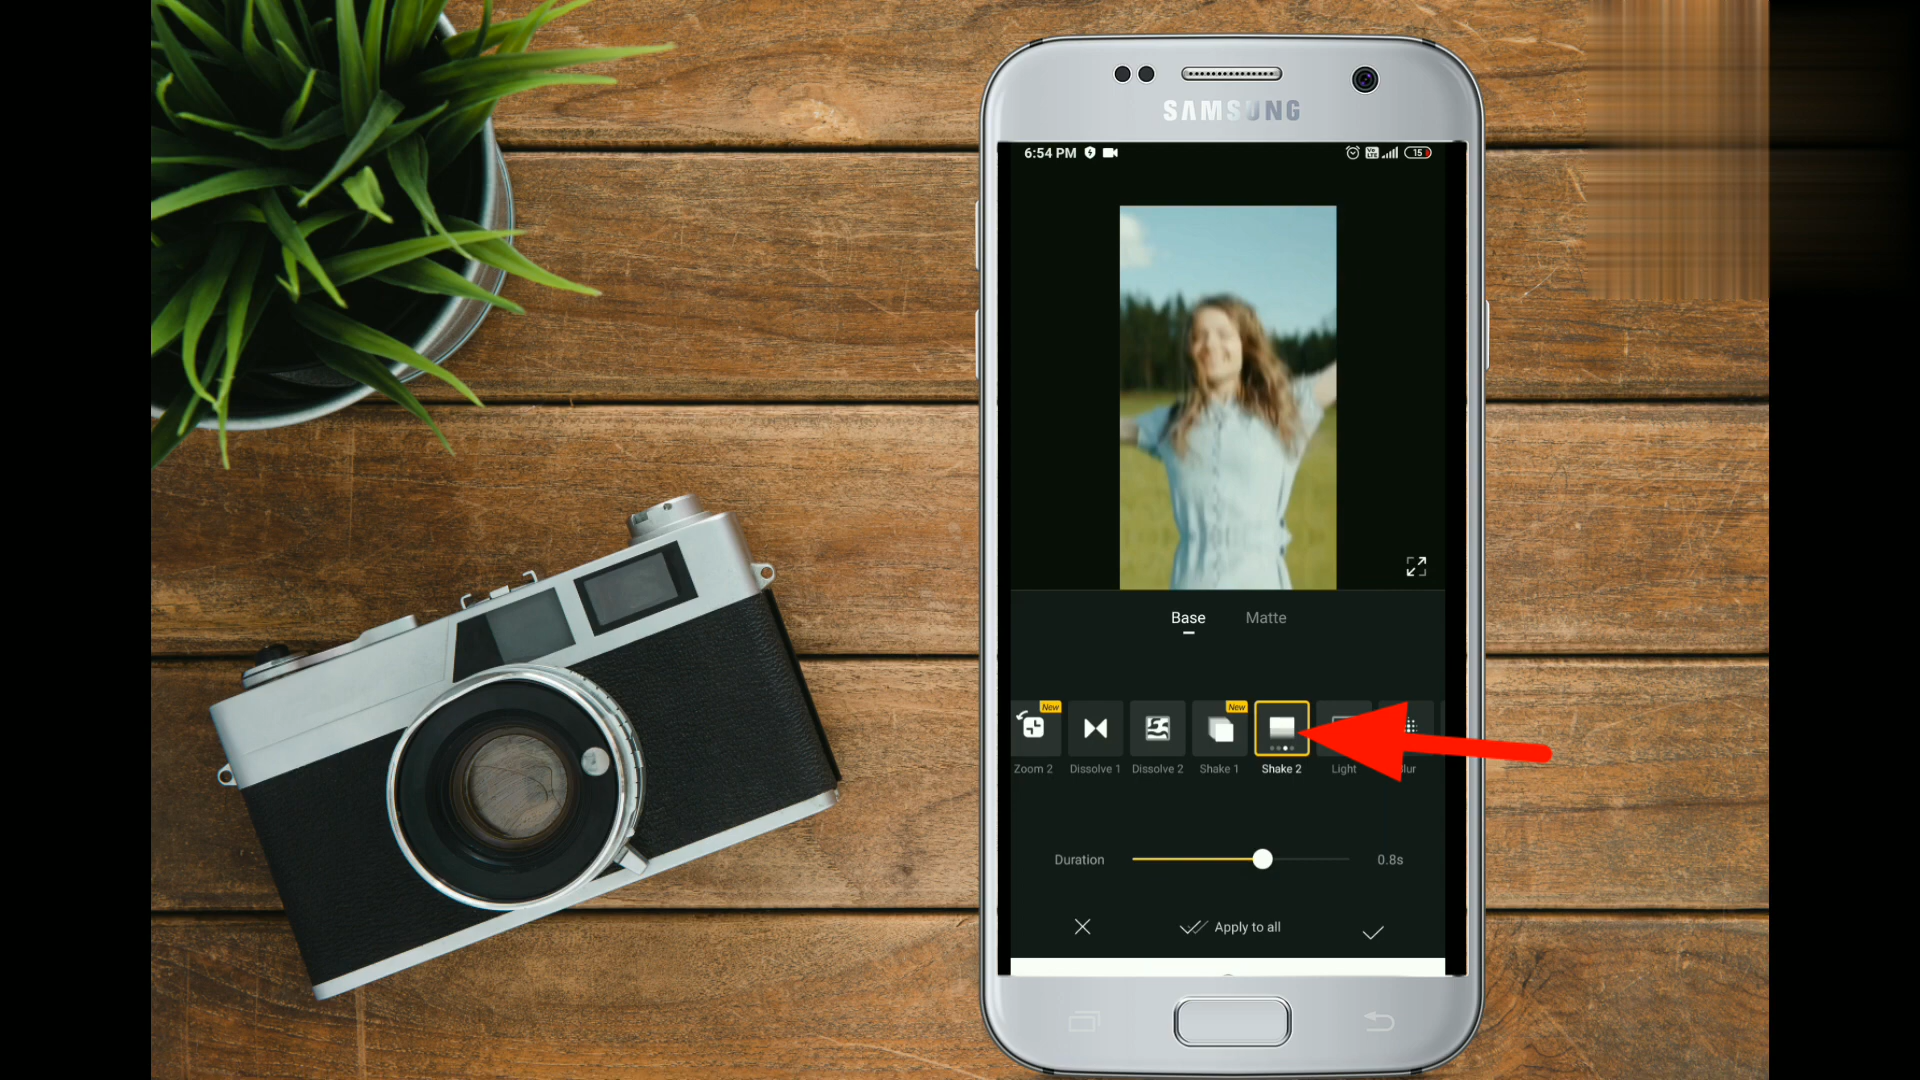 SAMSUNG
6:54 PM
15
Base Matte
New New
Zoom 2 Dissolve 1 Dissolve 2 Shake 1 Shake 2 Light
Duration 0.8s
Apply to all